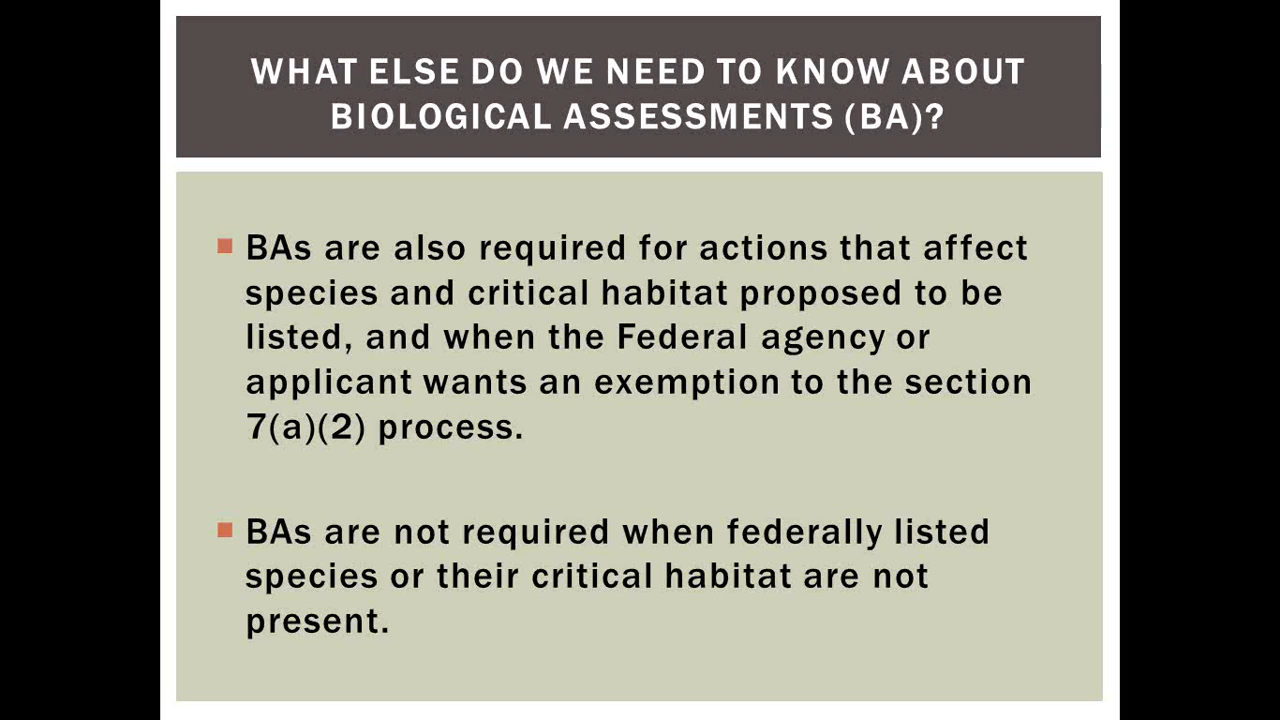 WHAT ELSE DO WE NEED TO KNOW ABOUT
BIOLOGICAL ASSESSMENTS (BA)?
BAs are also required for actions that affect
species and critical habitat proposed to be
listed, and when the Federal agency or
applicant wants an exemption to the section
7(a)(2) process.
BAs are not required when federally listed
species or their critical habitat are not
present.